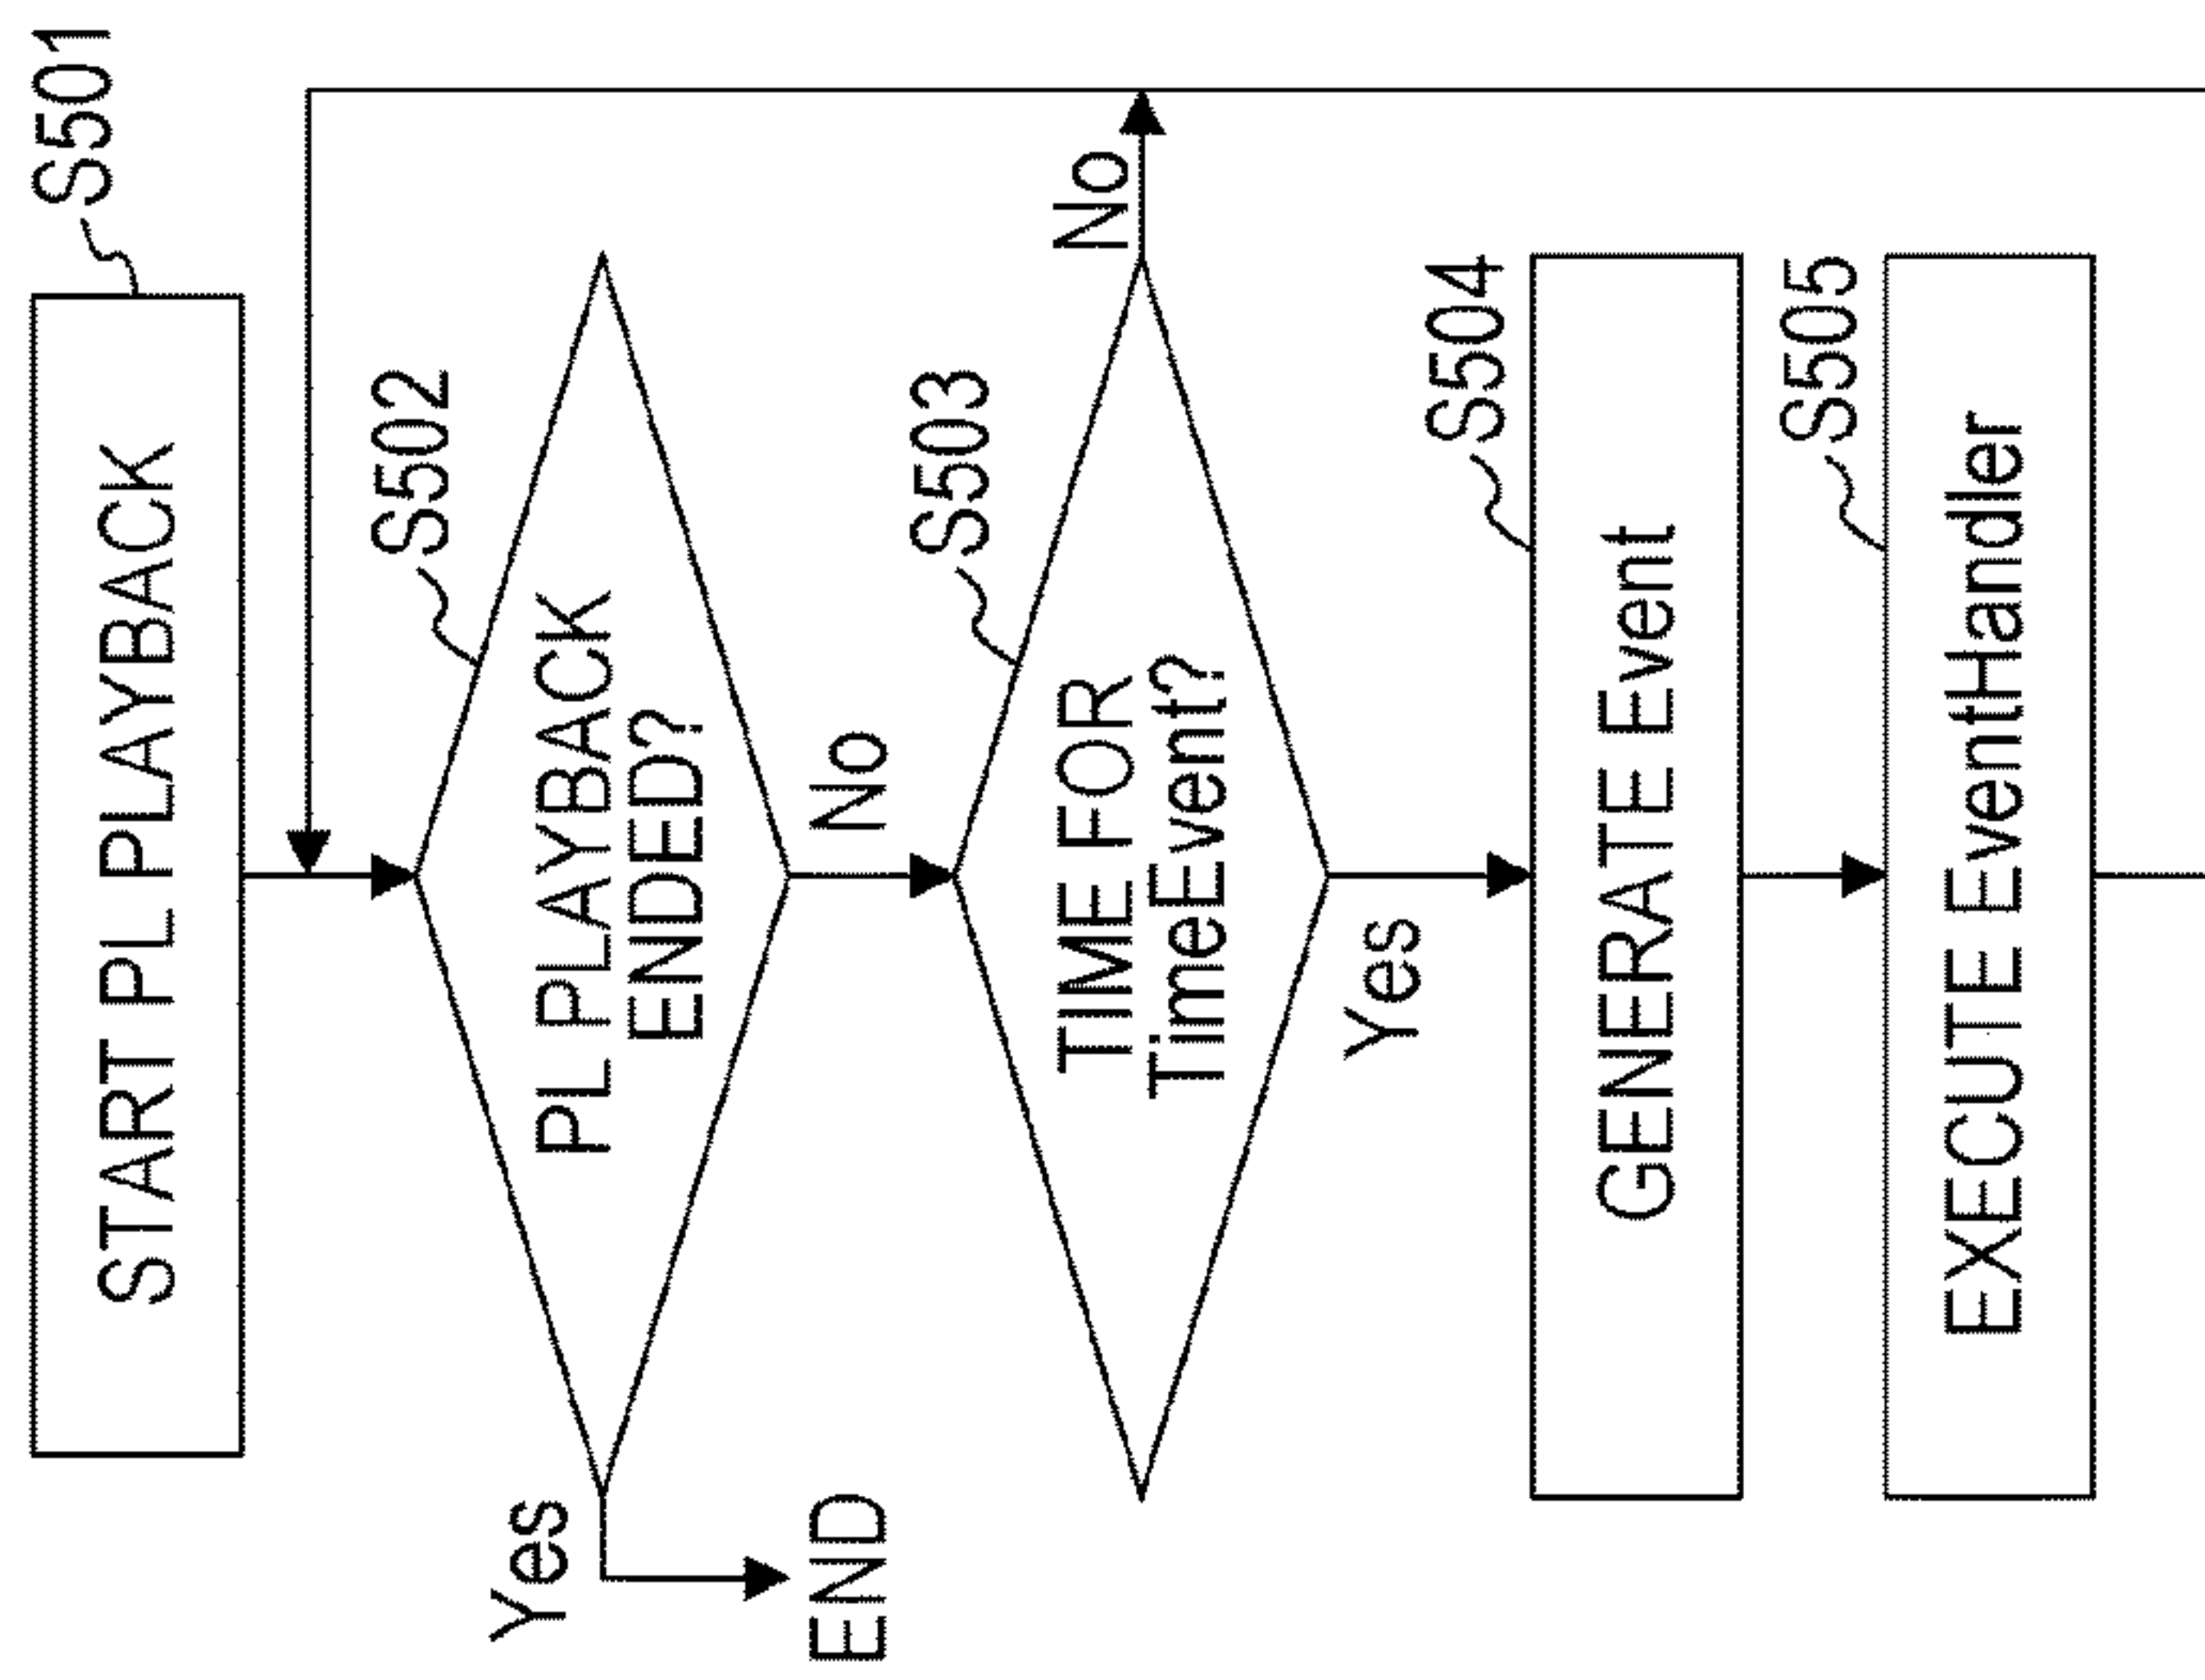 S501
START PL PLAYBACK
S502
PL PLAYBACK
ENDED?
Yes
No
END
S503
TIME FOR
TimeEvent?
No
Yes
S504
GENERATE Event
S505
EXECUTE EventHandler